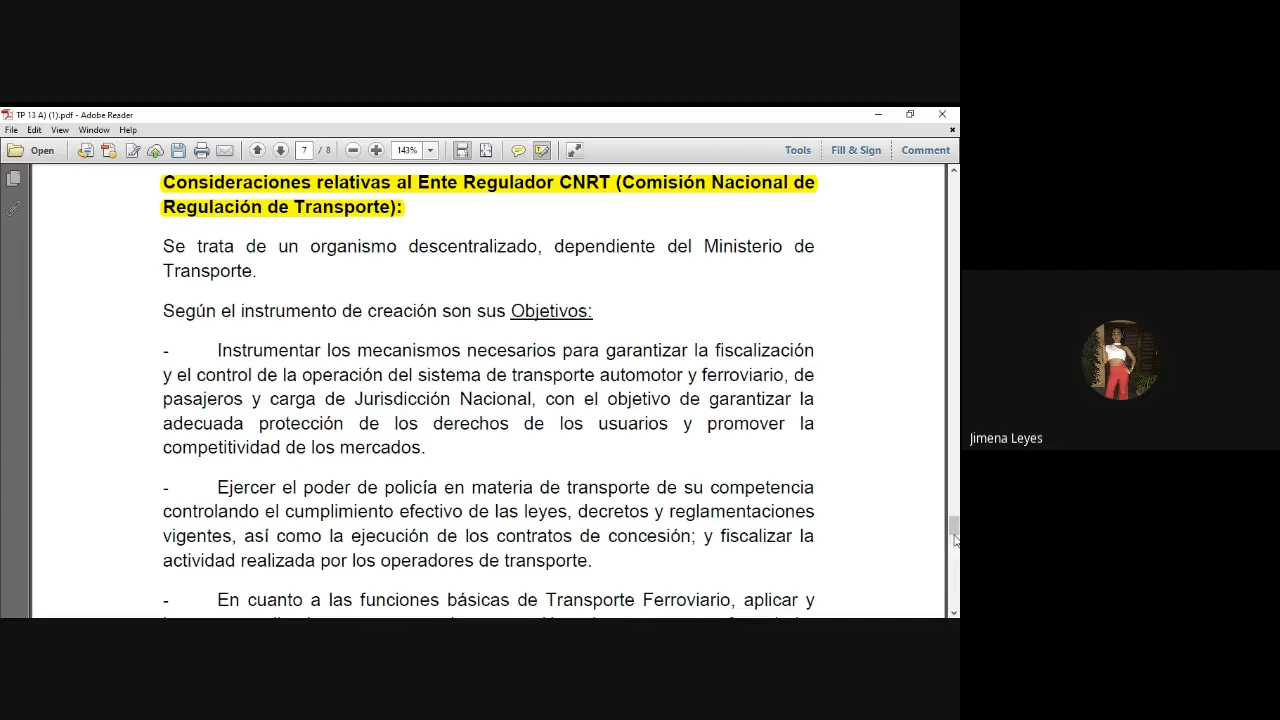 TP 13 A) (1).pdf - Adobe Reader
File Edit View Window Help
Open 7 / 8 143% Tools Fill & Sign Comment
Consideraciones relativas al Ente Regulador CNRT (Comisión Nacional de
Regulación de Transporte):
Se trata de un organismo descentralizado, dependiente del Ministerio de
Transporte.
Según el instrumento de creación son sus Objetivos:
- Instrumentar los mecanismos necesarios para garantizar la fiscalización
y el control de la operación del sistema de transporte automotor y ferroviario, de
pasajeros y carga de Jurisdicción Nacional, con el objetivo de garantizar la
adecuada protección de los derechos de los usuarios y promover la
competitividad de los mercados.
- Ejercer el poder de policía en materia de transporte de su competencia
controlando el cumplimiento efectivo de las leyes, decretos y reglamentaciones
vigentes, así como la ejecución de los contratos de concesión; y fiscalizar la
actividad realizada por los operadores de transporte.
- En cuanto a las funciones básicas de Transporte Ferroviario, aplicar y
Jimena Leyes